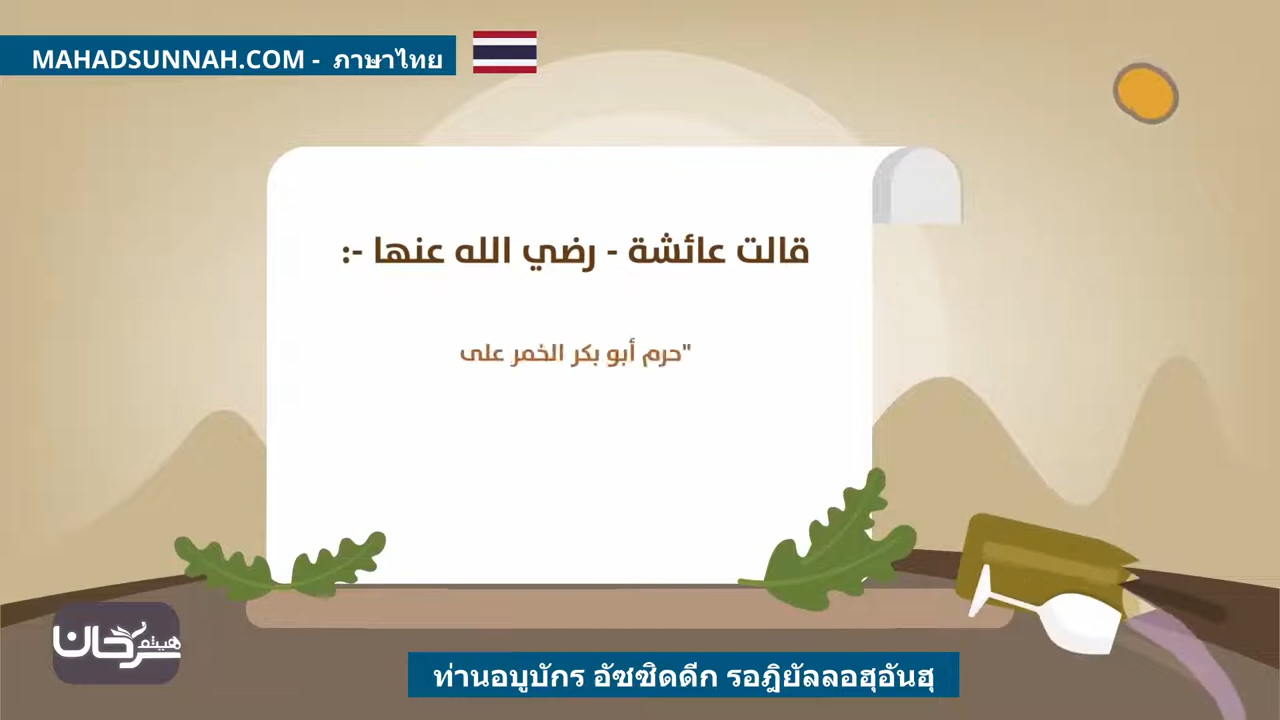 MAHADSUNNAH.COM - ภาษาไทย
قالت عائشة - رضي الله عنها -:
"حرم أبو بكر الخمر على
هيثم سرحان
ท่านอบูบักร อัซซิดดีก รอฎิยัลลอฮุอันฮุ